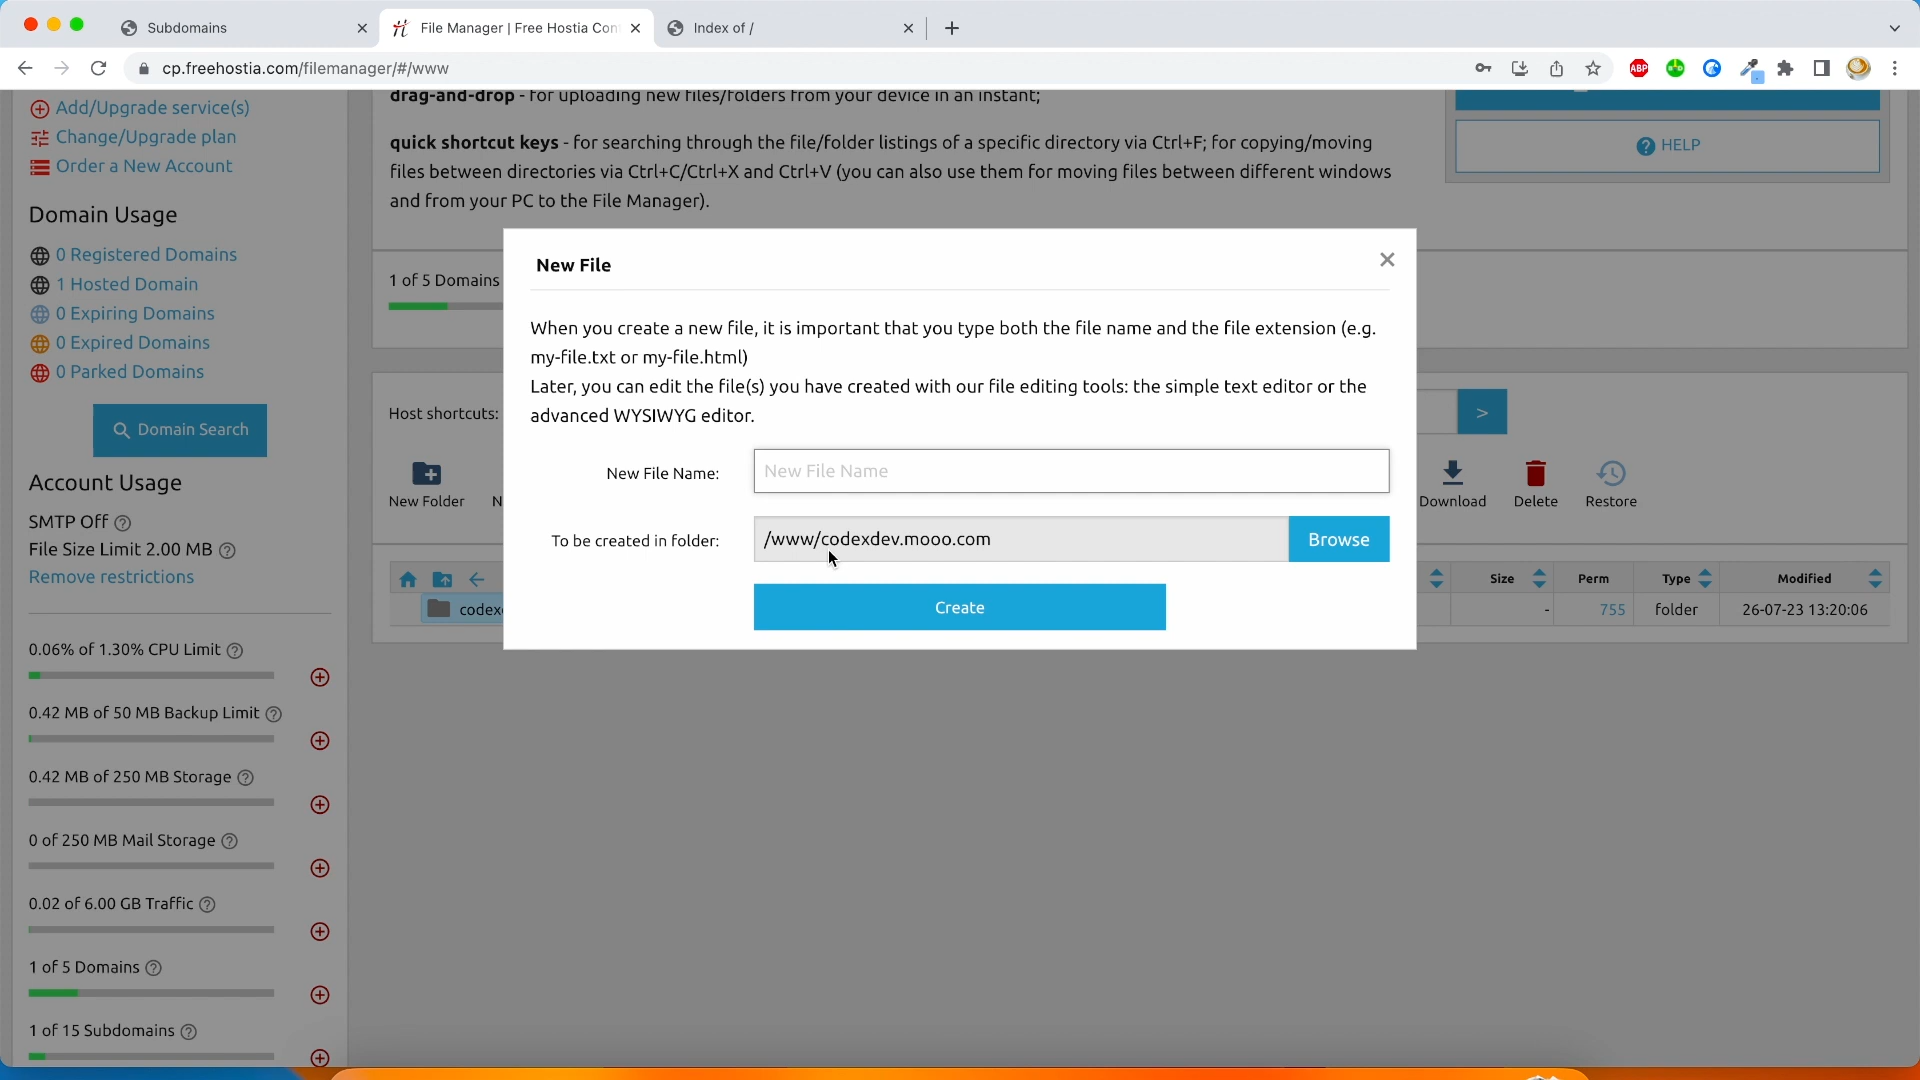 Subdomains
File Manager | Free Hostia Con
Index of /
cp.freehostia.com/filemanager/#/www
ABP
Add/Upgrade service(s)
Change/Upgrade plan
Order a New Account
Domain Usage
0 Registered Domains
1 Hosted Domain
0 Expiring Domains
0 Expired Domains
0 Parked Domains
Domain Search
Account Usage
SMTP Off
File Size Limit 2.00 MB
Remove restrictions
0.06% of 1.30% CPU Limit
0.42 MB of 50 MB Backup Limit
0.42 MB of 250 MB Storage
0 of 250 MB Mail Storage
0.02 of 6.00 GB Traffic
1 of 5 Domains
1 of 15 Subdomains
drag-and-drop - for uploading new files/folders from your device in an instant;
quick shortcut keys - for searching through the file/folder listings of a specific directory via Ctrl+F; for copying/moving
files between directories via Ctrl+C/Ctrl+X and Ctrl+V (you can also use them for moving files between different windows
and from your PC to the File Manager).
HELP
1 of 5 Domains
Host shortcuts:
>
New Folder
N
Download
Delete
Restore
Size
Perm
Type
Modified
codex
-
755
folder
26-07-23 13:20:06
New File
When you create a new file, it is important that you type both the file name and the file extension (e.g.
my-file.txt or my-file.html)
Later, you can edit the file(s) you have created with our file editing tools: the simple text editor or the
advanced WYSIWYG editor.
New File Name:
New File Name
To be created in folder:
/www/codexdev.mooo.com
Browse
Create